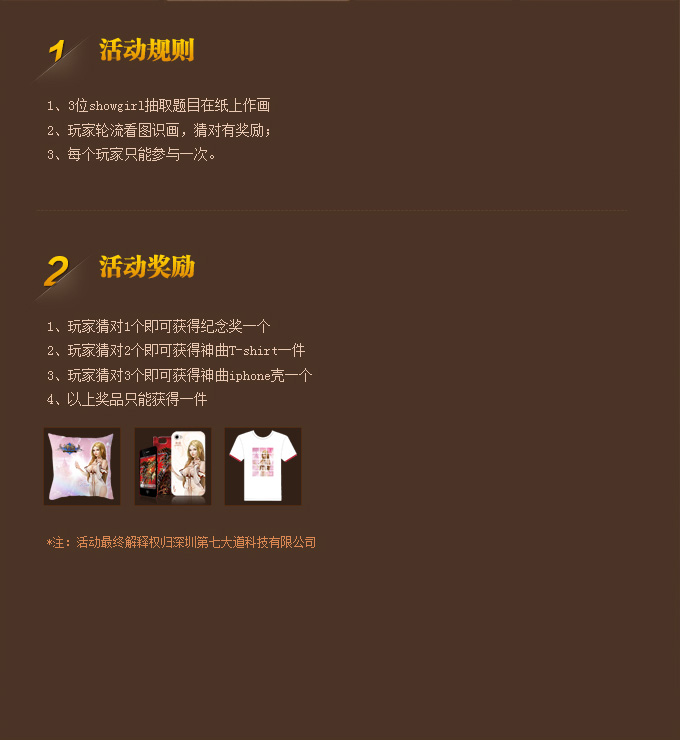 1 活动规则
1、3位showgirl抽取题目在纸上作画
2、玩家轮流看图识画，猜对有奖励；
3、每个玩家只能参与一次。
2 活动奖励
1、玩家猜对1个即可获得纪念奖一个
2、玩家猜对2个即可获得神曲T-shirt一件
3、玩家猜对3个即可获得神曲iphone壳一个
4、以上奖品只能获得一件
*注：活动最终解释权归深圳第七大道科技有限公司